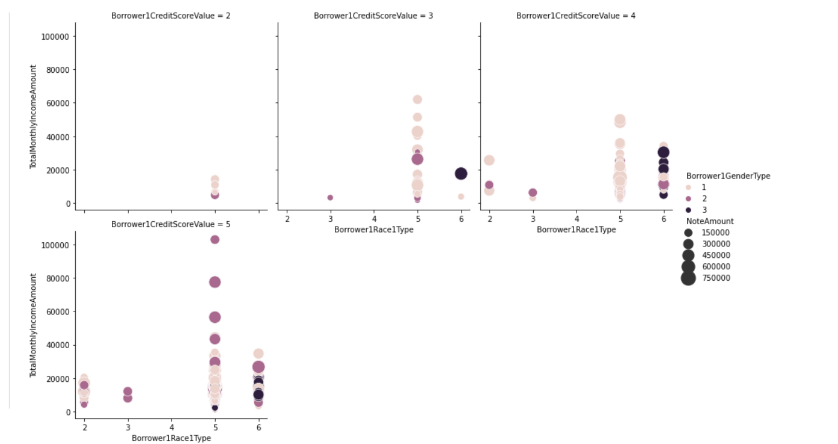 Borrower1CreditScoreValue = 2
Borrower1CreditScoreValue = 3
Borrower1CreditScoreValue = 4
100000
80000
60000
40000
20000
0
TotalMonthlyIncomeAmount
2 3 4 5 6
Borrower1Race1Type
2 3 4 5 6
Borrower1Race1Type
Borrower1GenderType
1
2
3
NoteAmount
150000
300000
450000
600000
750000
Borrower1CreditScoreValue = 5
100000
80000
60000
40000
20000
0
TotalMonthlyIncomeAmount
2 3 4 5 6
Borrower1Race1Type